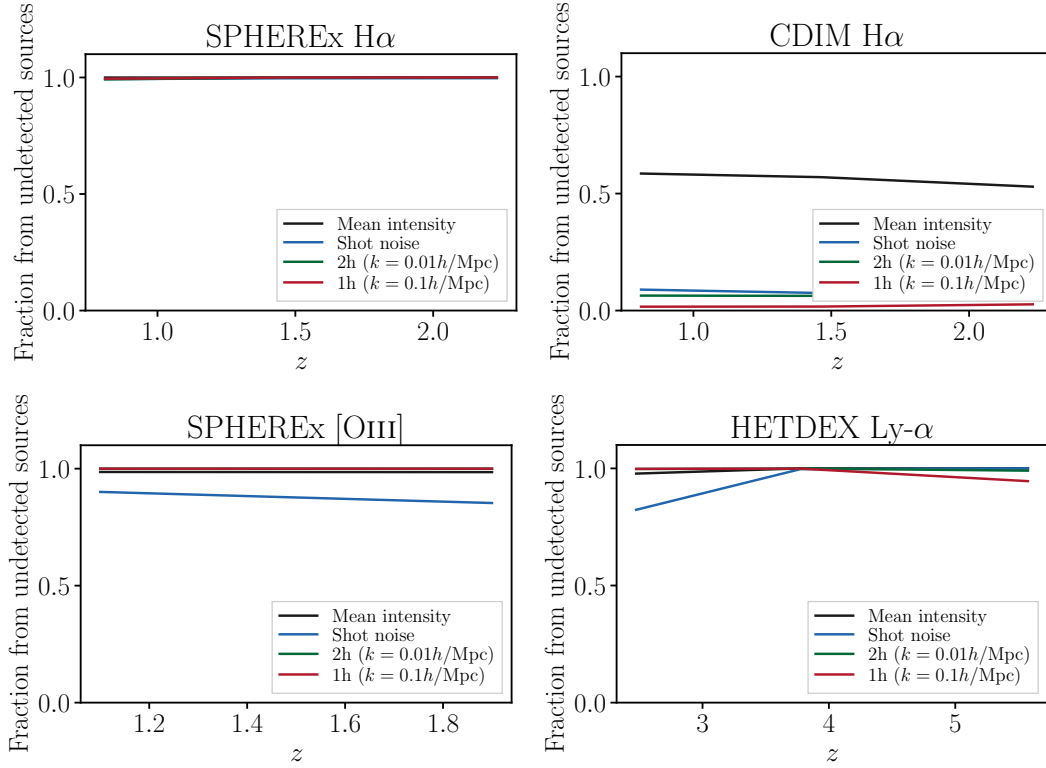 SPHEREx Hα
Fraction from undetected sources
1.0
0.5
0.0
Mean intensity
Shot noise
2h (k = 0.01h/Mpc)
1h (k = 0.1h/Mpc)
1.0
1.5
2.0
z
CDIM Hα
Fraction from undetected sources
1.0
0.5
0.0
Mean intensity
Shot noise
2h (k = 0.01h/Mpc)
1h (k = 0.1h/Mpc)
1.0
1.5
2.0
z
SPHEREx [OIII]
Fraction from undetected sources
1.0
0.5
0.0
Mean intensity
Shot noise
2h (k = 0.01h/Mpc)
1h (k = 0.1h/Mpc)
1.2
1.4
1.6
1.8
z
HETDEX Ly-α
Fraction from undetected sources
1.0
0.5
0.0
Mean intensity
Shot noise
2h (k = 0.01h/Mpc)
1h (k = 0.1h/Mpc)
3
4
5
z